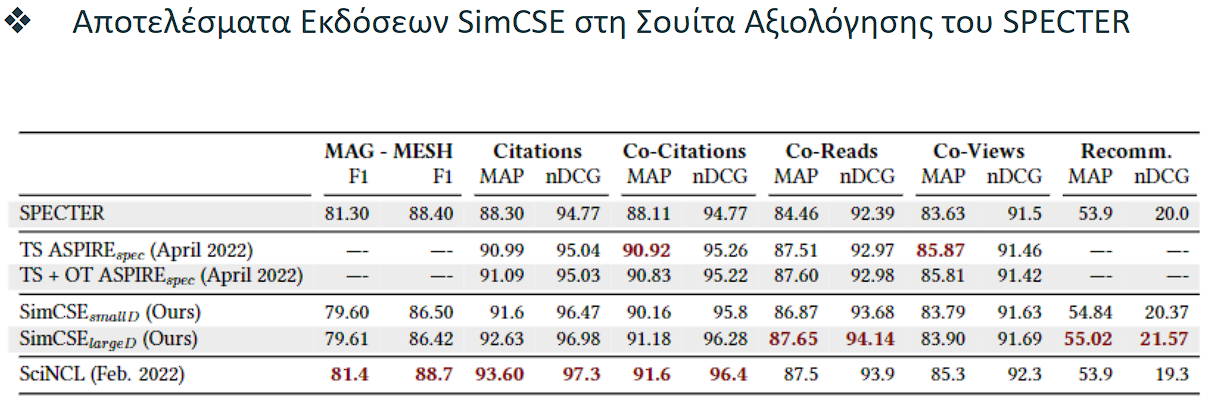 ❖ Αποτελέσματα Εκδόσεων SimCSE στη Σουίτα Αξιολόγησης του SPECTER
MAG - MESH Citations Co-Citations Co-Reads Co-Views Recomm.
F1 F1 MAP nDCG MAP nDCG MAP nDCG MAP nDCG MAP nDCG
SPECTER 81.30 88.40 88.30 94.77 88.11 94.77 84.46 92.39 83.63 91.5 53.9 20.0
TS ASPIREspec (April 2022) —- —- 90.99 95.04 90.92 95.26 87.51 92.97 85.87 91.46 —- —-
TS + OT ASPIREspec (April 2022) —- —- 91.09 95.03 90.83 95.22 87.60 92.98 85.81 91.42 —- —-
SimCSEsmallD (Ours) 79.60 86.50 91.6 96.47 90.16 95.8 86.87 93.68 83.79 91.63 54.84 20.37
SimCSElargeD (Ours) 79.61 86.42 92.63 96.98 91.18 96.28 87.65 94.14 83.90 91.69 55.02 21.57
SciNCL (Feb. 2022) 81.4 88.7 93.60 97.3 91.6 96.4 87.5 93.9 85.3 92.3 53.9 19.3